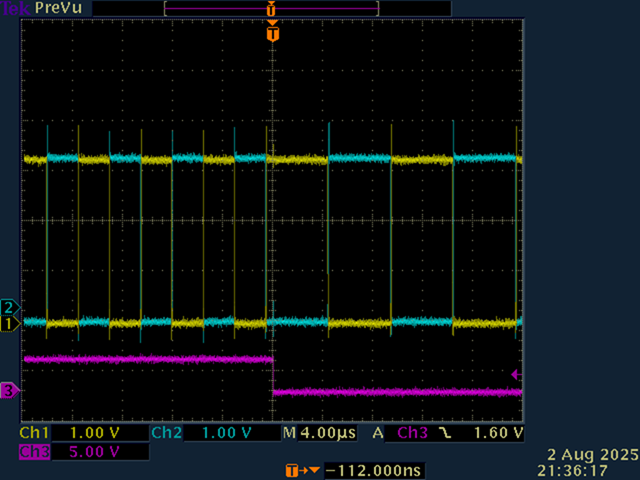 Tek PreVu
T
T
2
1
3
Ch1 1.00 V Ch2 1.00 V M 4.00µs A Ch3 1.60 V
Ch3 5.00 V
T -112.000ns
2 Aug 2025
21:36:17